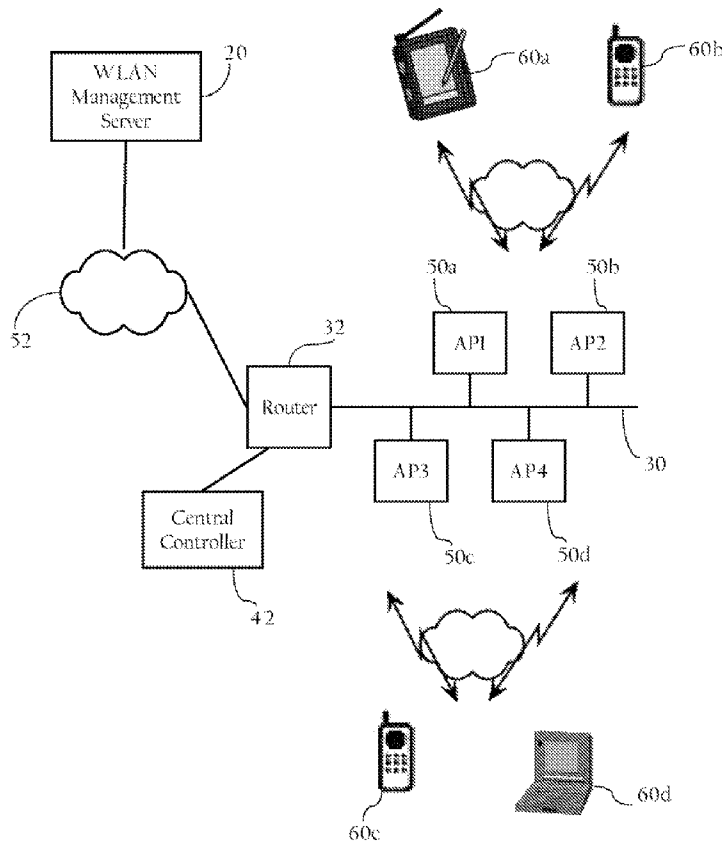 20
WLAN
Management
Server
60a
60b
52
50a
50b
32
AP1
AP2
Router
30
AP3
AP4
Central
Controller
50c
50d
42
60c
60d